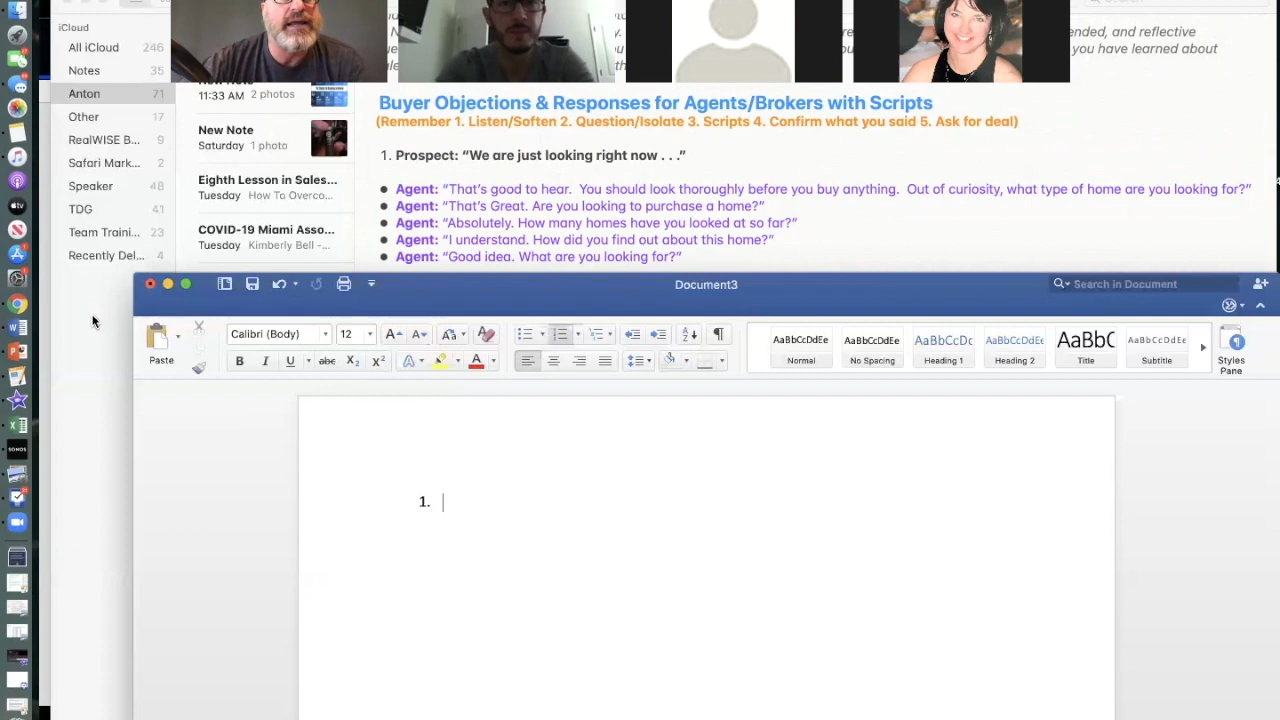 Search
iCloud
ended, and reflective
All iCloud 246
you have learned about
Notes 35
Anton 71
New Note
11:33 AM 2 photos
Other 17
RealWISE B... 9
Safari Mark... 2
Speaker 48
TDG 41
Team Traini... 23
Recently Del... 4
New Note
Saturday 1 photo
Eighth Lesson in Sales...
Tuesday How To Overco...
COVID-19 Miami Asso...
Tuesday Kimberly Bell -...
Buyer Objections & Responses for Agents/Brokers with Scripts
(Remember 1. Listen/Soften 2. Question/Isolate 3. Scripts 4. Confirm what you said 5. Ask for deal)
1. Prospect: “We are just looking right now . . .”
● Agent: “That’s good to hear. You should look thoroughly before you buy anything. Out of curiosity, what type of home are you looking for?”
● Agent: “That’s Great. Are you looking to purchase a home?”
● Agent: “Absolutely. How many homes have you looked at so far?”
● Agent: “I understand. How did you find out about this home?”
● Agent: “Good idea. What are you looking for?”
Document3
Search in Document
Paste
Calibri (Body) 12
AaBbCcDdEe
Normal
AaBbCcDdEe
No Spacing
AaBbCcDc
Heading 1
AaBbCcDdEe
Heading 2
AaBbC
Title
AaBbCcDdEe
Subtitle
Styles
Pane
1.